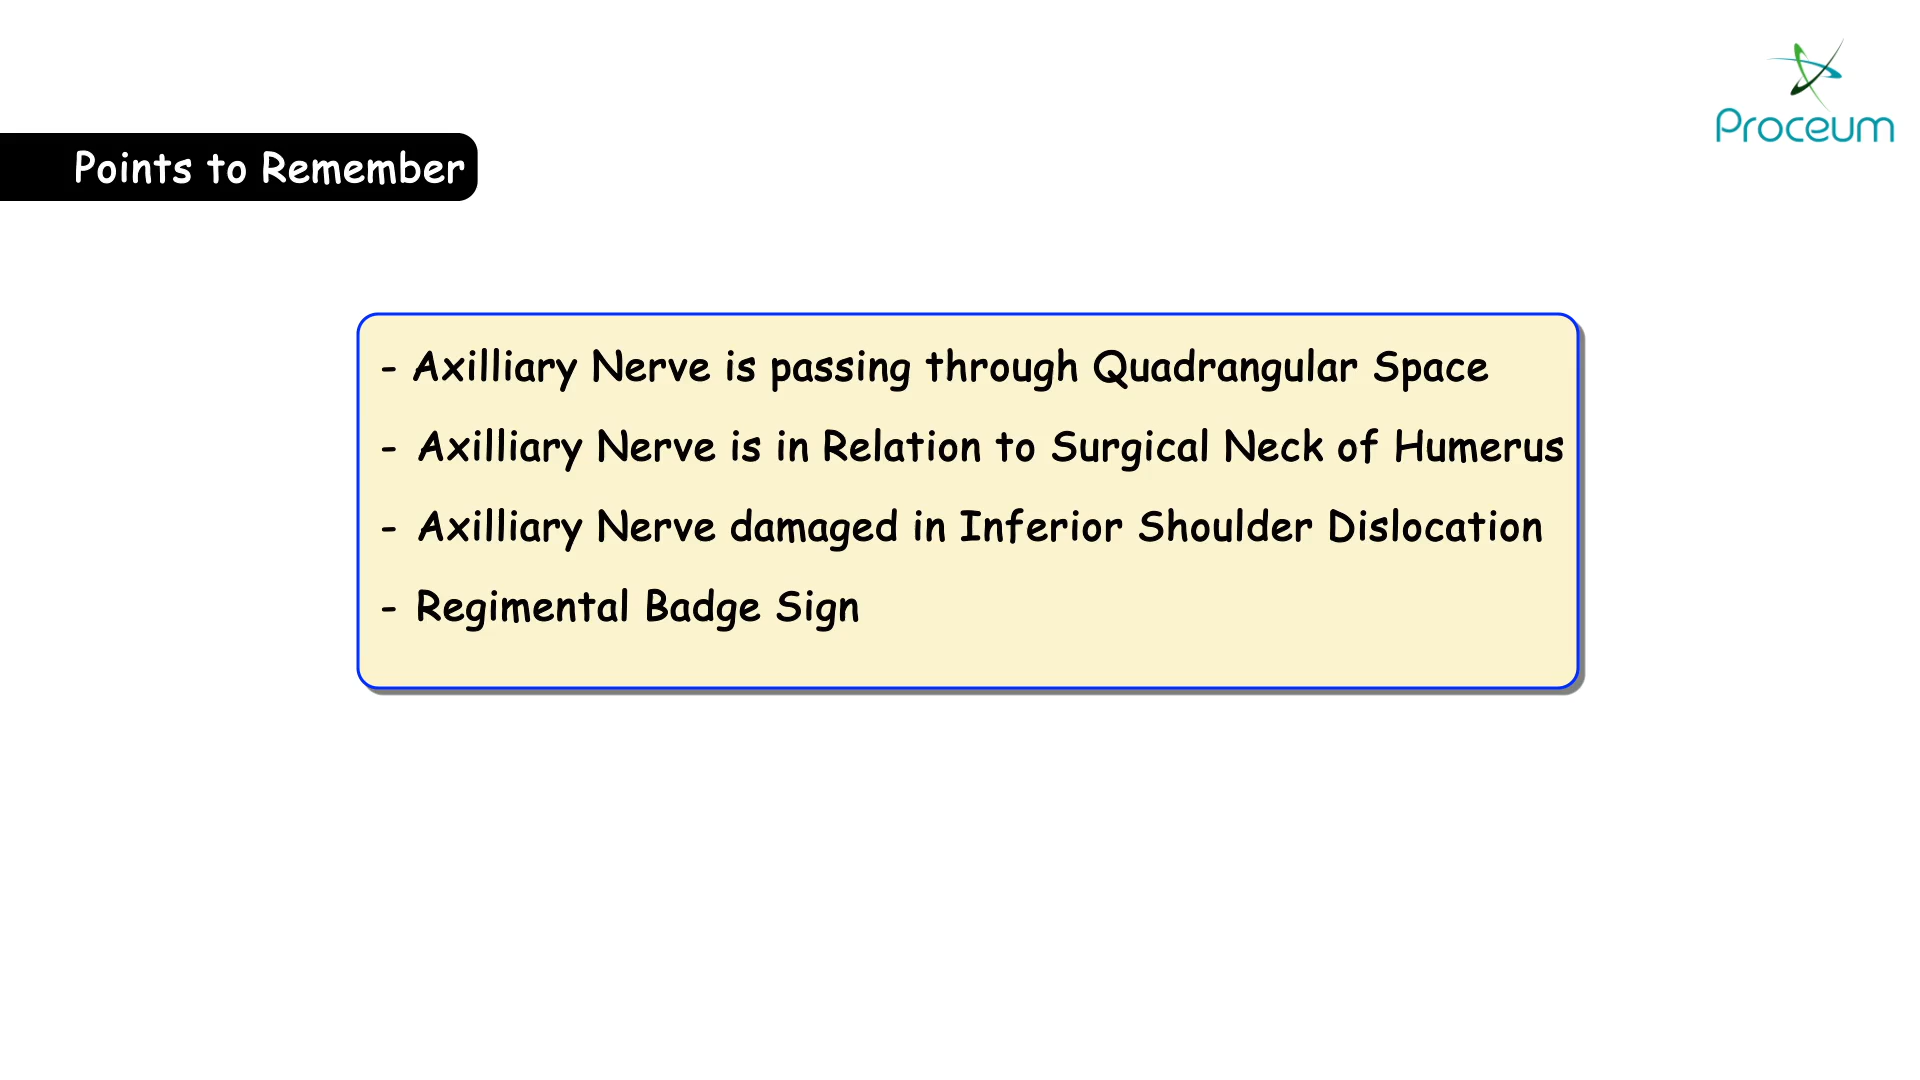 Proceum
Points to Remember
- Axilliary Nerve is passing through Quadrangular Space
- Axilliary Nerve is in Relation to Surgical Neck of Humerus
- Axilliary Nerve damaged in Inferior Shoulder Dislocation
- Regimental Badge Sign